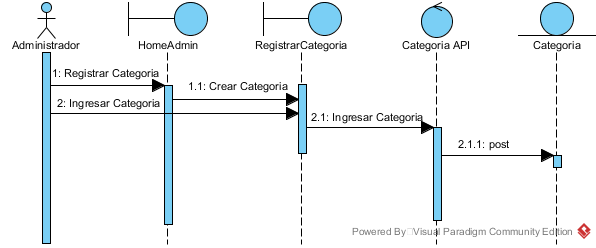 Administrador
HomeAdmin
RegistrarCategoria
Categoria API
Categoria
1: Registrar Categoria
1.1: Crear Categoria
2: Ingresar Categoria
2.1: Ingresar Categoria
2.1.1: post
Powered By Visual Paradigm Community Edition